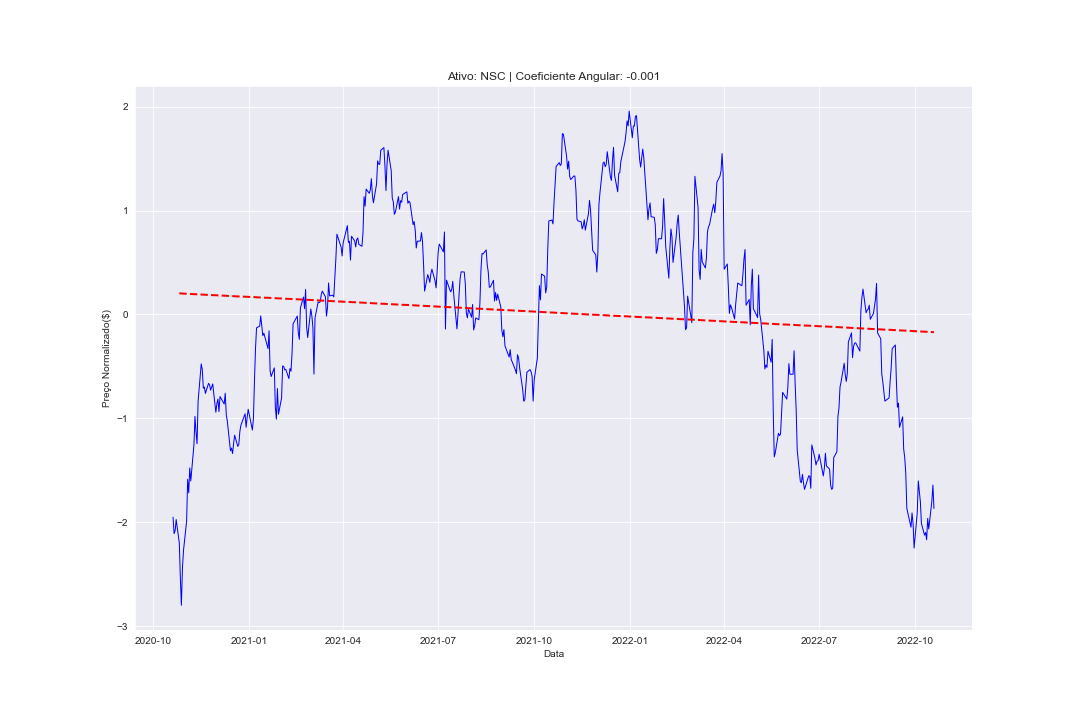 Ativo: NSC | Coeficiente Angular: -0.001
Preço Normalizado($)
2
1
0
−1
−2
−3
2020-10 2021-01 2021-04 2021-07 2021-10 2022-01 2022-04 2022-07 2022-10
Data